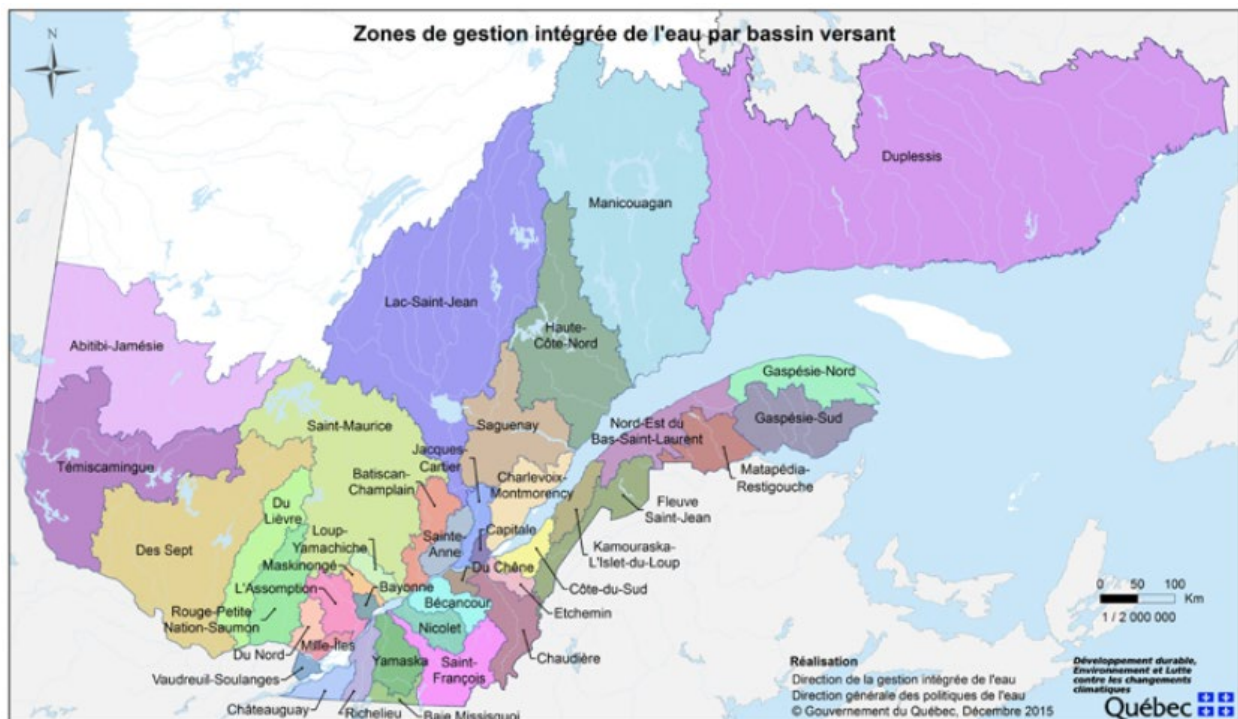 Zones de gestion intégrée de l'eau par bassin versant
N
Duplessis
Manicouagan
Lac-Saint-Jean
Haute-
Côte-Nord
Abitibi-Jamésie
Gaspésie-Nord
Gaspésie-Sud
Saint-Maurice
Saguenay
Nord-Est du
Bas-Saint-Laurent
Témiscamingue
Jacques-
Cartier
Matapédia-
Restigouche
Batiscan-
Champlain
Charlevoix-
Montmorency
Du
Lièvre
Fleuve
Saint-Jean
Loup-
Yamachiche
Sainte-
Anne
Capitale
Des Sept
Kamouraska-
L'Islet-du-Loup
Maskinongé
Du Chêne
L'Assomption
Bayonne
Côte-du-Sud
Bécancour
Etchemin
Rouge-Petite
Nation-Saumon
Nicolet
Du Nord
Mille-Iles
Yamaska
Saint-
François
Chaudière
Vaudreuil-Soulanges
Châteauguay
Richelieu
Baie Missisquoi
0 50 100
Km
1 / 2 000 000
Réalisation
Direction de la gestion intégrée de l'eau
Direction générale des politiques de l'eau
© Gouvernement du Québec, Décembre 2015
Développement durable,
Environnement et Lutte
contre les changements
climatiques
Québec